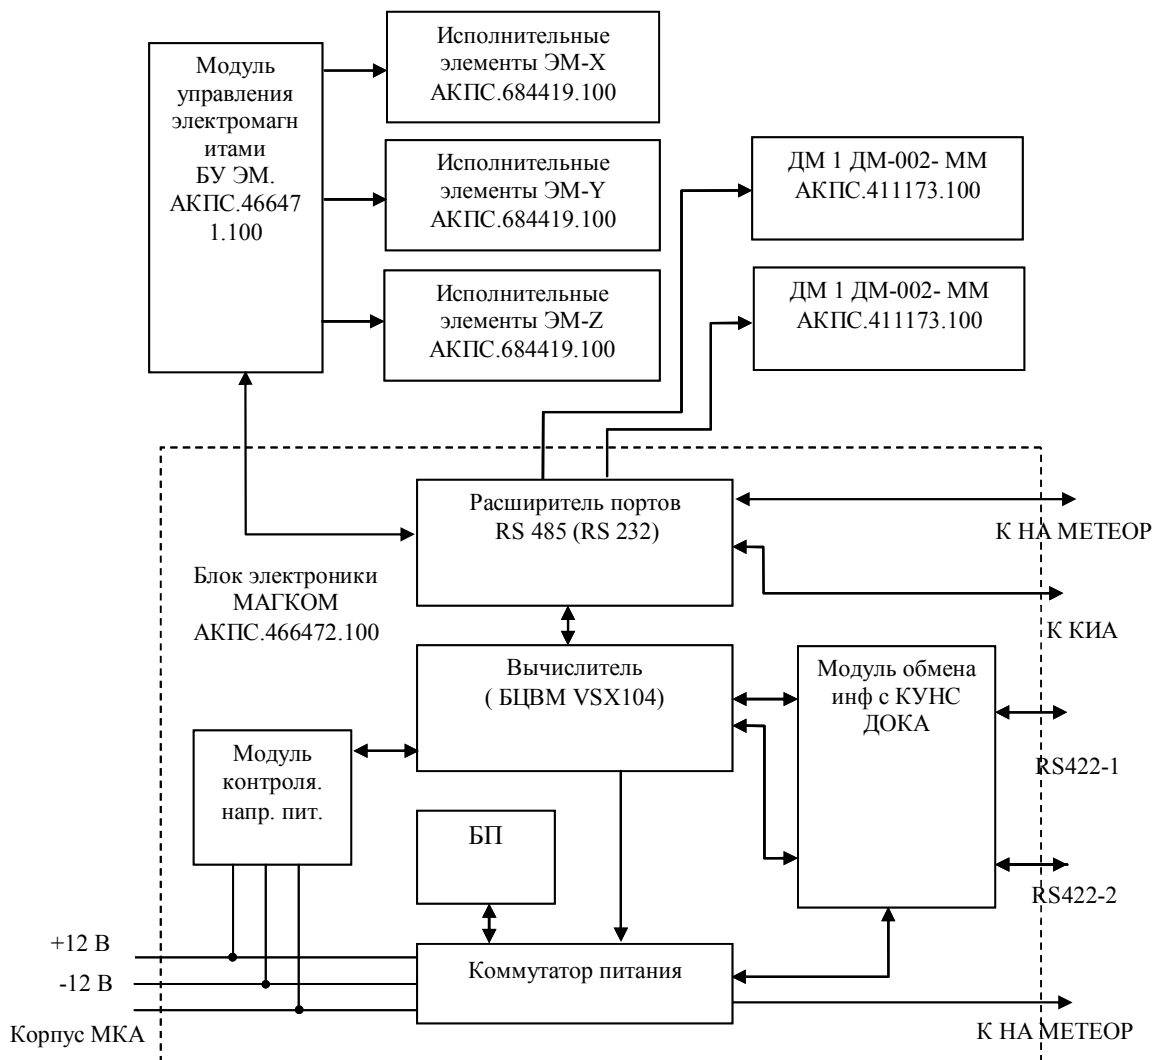 Модуль
управления
электромагн
итами
БУ ЭМ.
АКПС.46647
1.100
Исполнительные
элементы ЭМ-X
АКПС.684419.100
Исполнительные
элементы ЭМ-Y
АКПС.684419.100
Исполнительные
элементы ЭМ-Z
АКПС.684419.100
ДМ 1 ДМ-002- ММ
АКПС.411173.100
ДМ 1 ДМ-002- ММ
АКПС.411173.100
Расширитель портов
RS 485 (RS 232)
К НА МЕТЕОР
К КИА
Блок электроники
МАГКОМ
АКПС.466472.100
Вычислитель
( БЦВМ VSX104)
Модуль обмена
инф с КУНС
ДОКА
RS422-1
RS422-2
Модуль
контроля.
напр. пит.
БП
+12 В
-12 В
Корпус МКА
Коммутатор питания
К НА МЕТЕОР